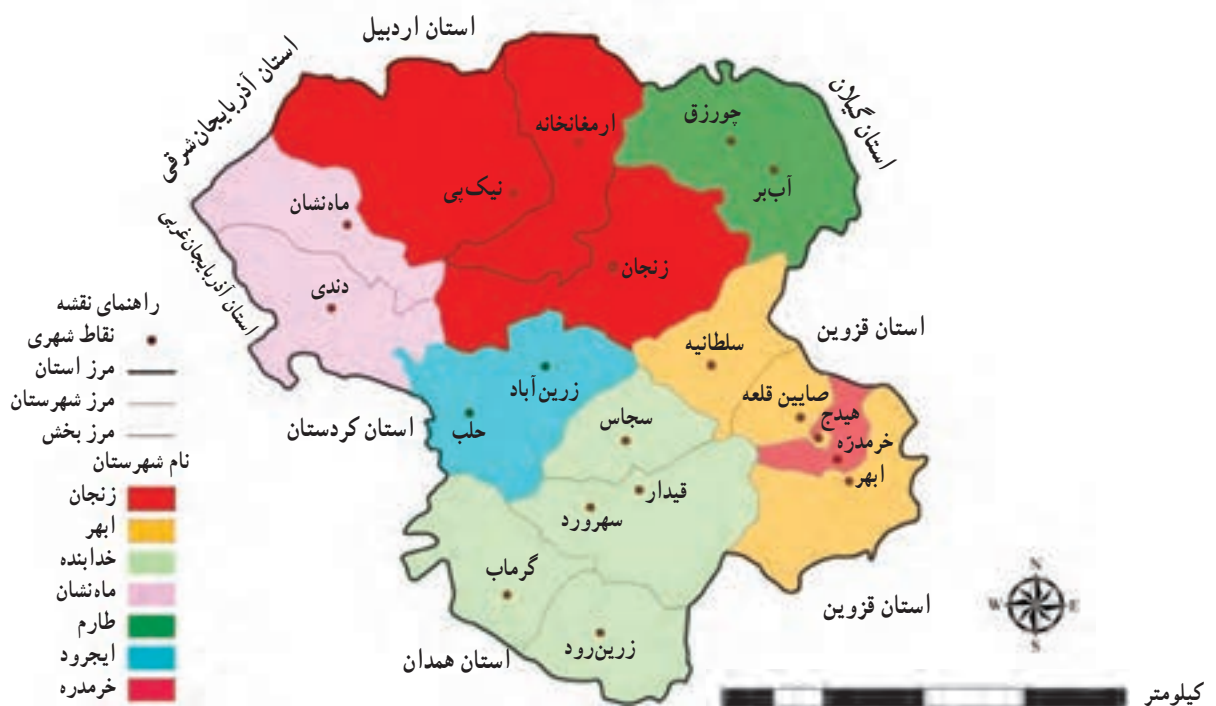 استان اردبیل
استان آذربایجان‌شرقی
استان گیلان
چورزق
ارمغانخانه
آب‌بر
نیک‌پی
ماه‌نشان
استان آذربایجان‌غربی
زنجان
دندی
استان قزوین
سلطانیه
زرین‌آباد
صایین قلعه
هیدج
سجاس
استان کردستان
حلب
خرمدرّه
ابهر
قیدار
سهرورد
گرماب
استان قزوین
زرین‌رود
استان همدان
راهنمای نقشه
نقاط شهری
مرز استان
مرز شهرستان
مرز بخش
نام شهرستان
زنجان
ابهر
خدابنده
ماه‌نشان
طارم
ایجرود
خرمدره
N
W E
S
کیلومتر